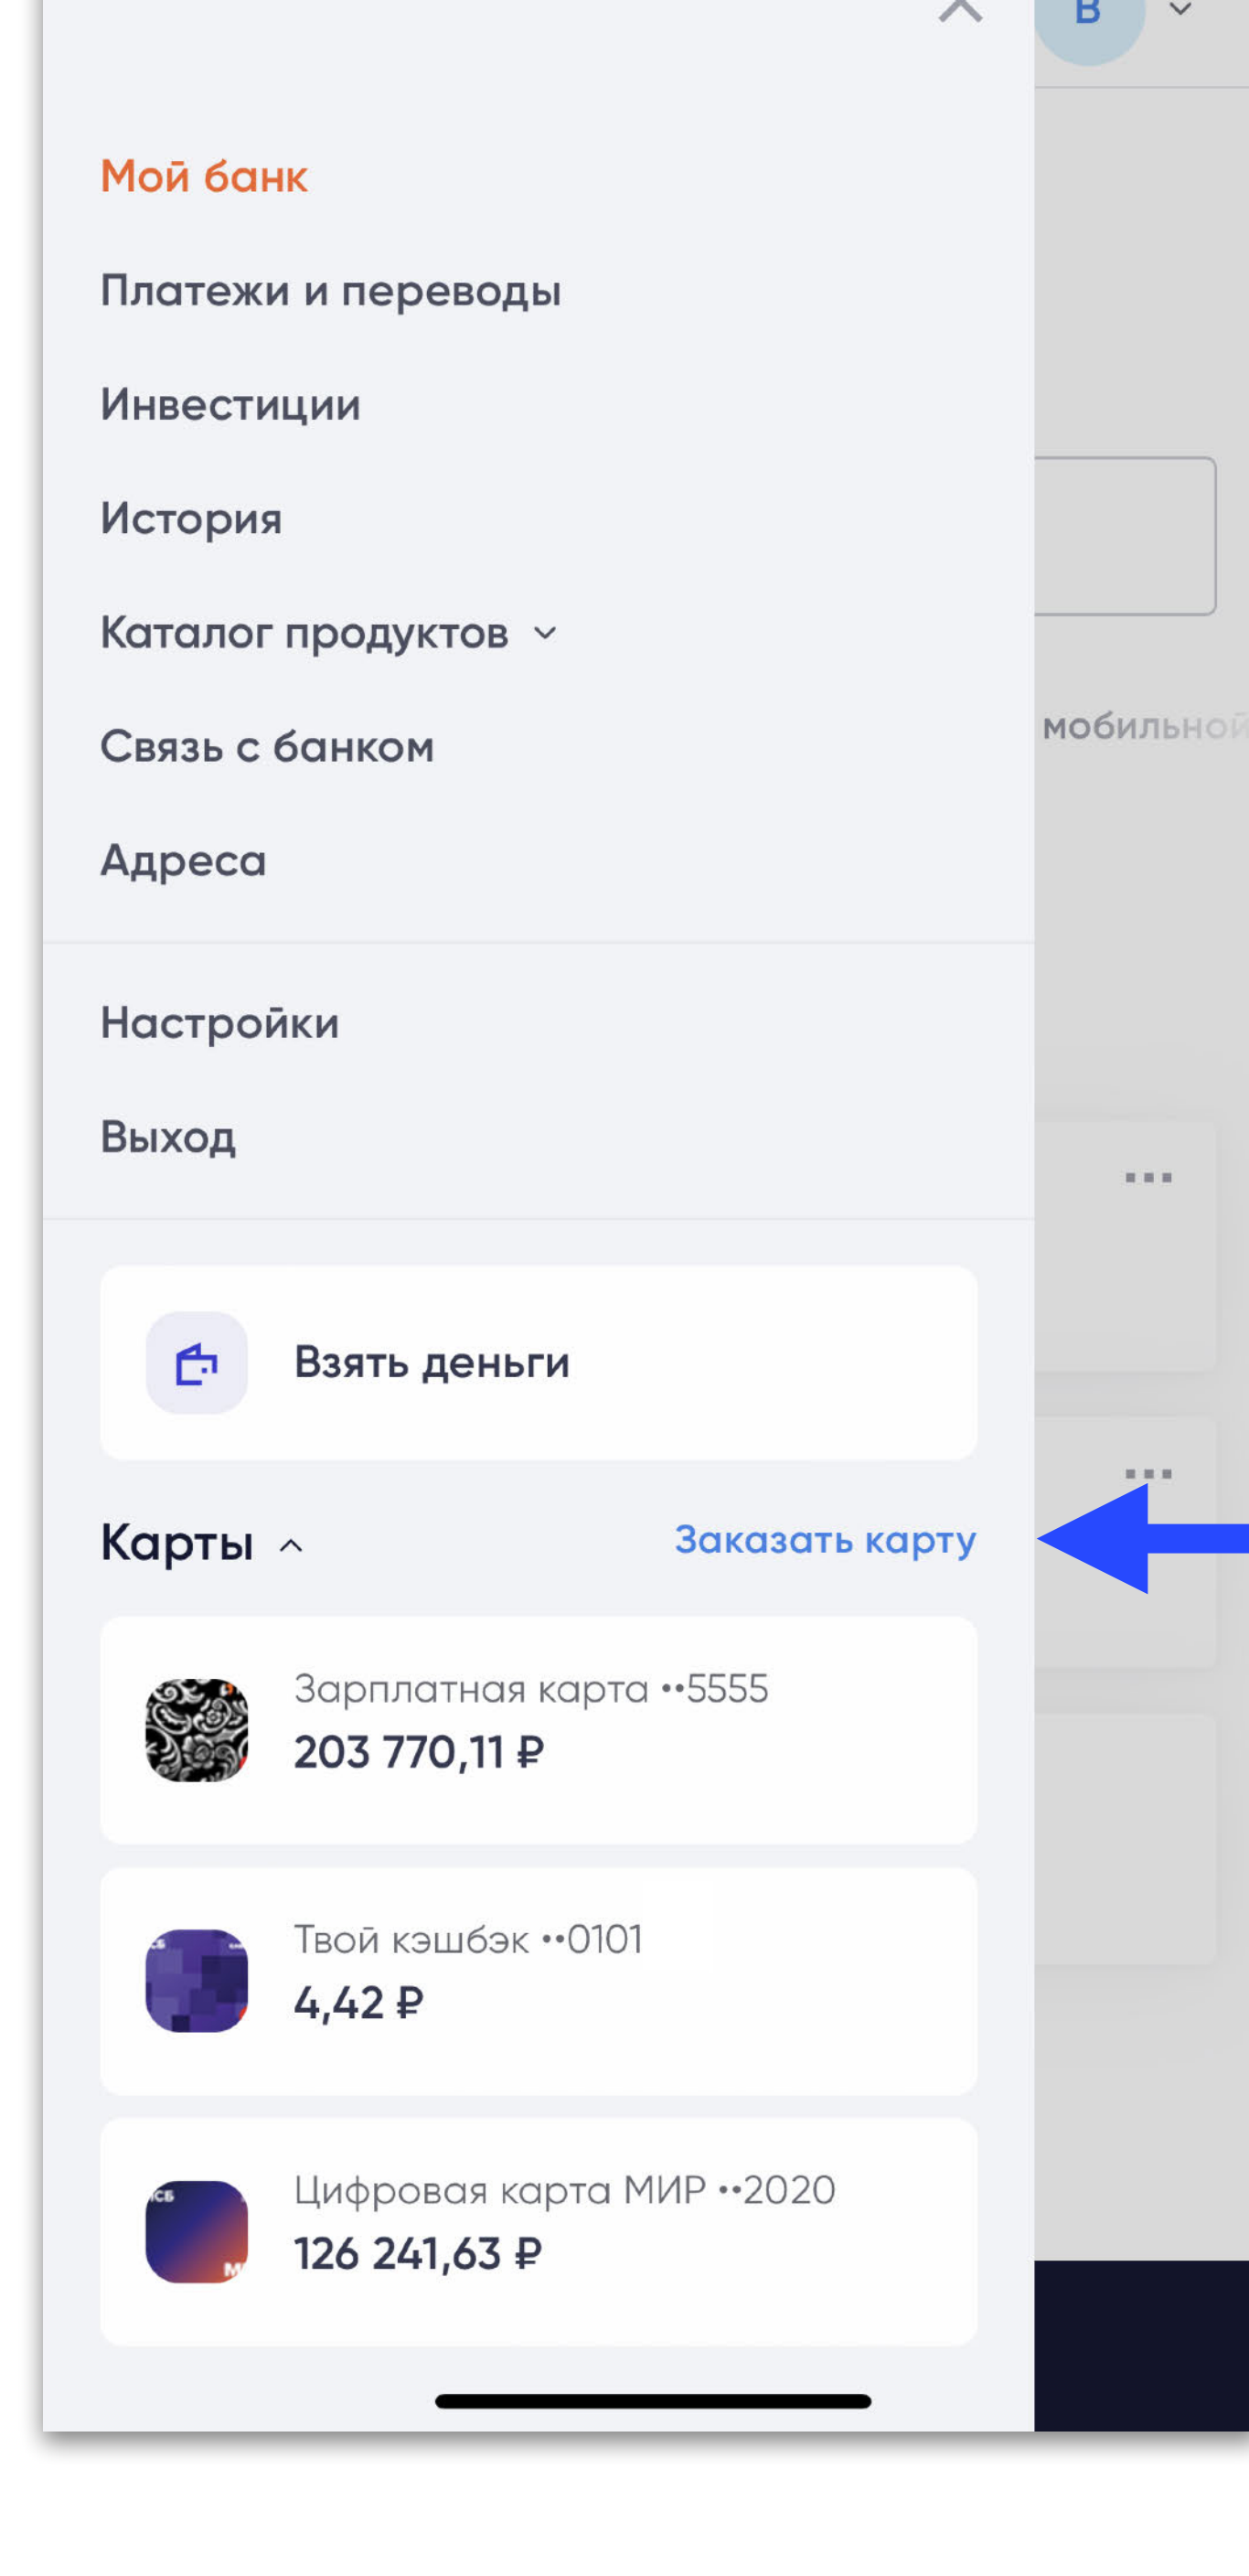 В
Мой банк
Платежи и переводы
Инвестиции
История
Каталог продуктов
Связь с банком
мобильной
Адреса
Настройки
Выход
Взять деньги
Карты
Заказать карту
Зарплатная карта ••5555
203 770,11 ₽
Твой кэшбэк ••0101
4,42 ₽
Цифровая карта МИР ••2020
126 241,63 ₽